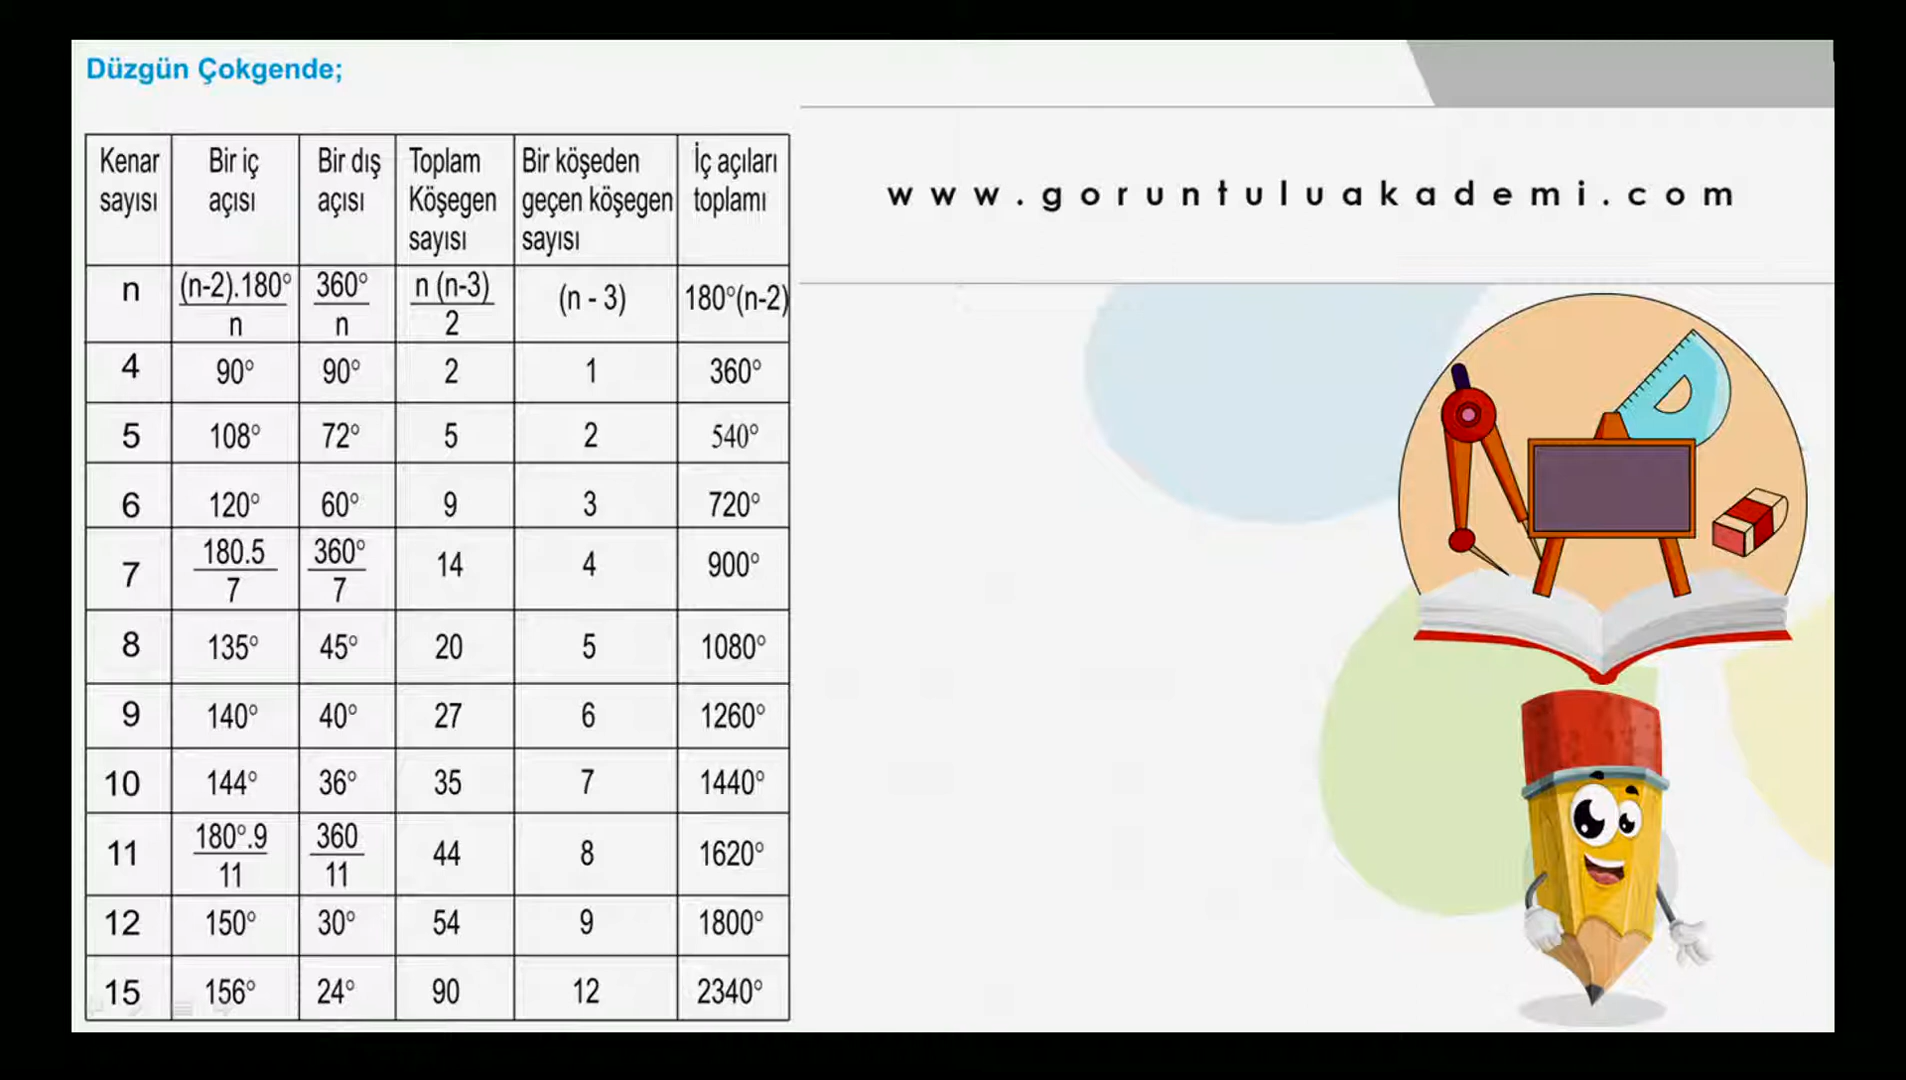 Düzgün Çokgende;
www.goruntuluakademi.com
Kenar sayısı | Bir iç açısı | Bir dış açısı | Toplam Köşegen sayısı | Bir köşeden geçen köşegen sayısı | İç açıları toplamı
n | (n-2).180° / n | 360° / n | n (n-3) / 2 | (n - 3) | 180°(n-2)
4 | 90° | 90° | 2 | 1 | 360°
5 | 108° | 72° | 5 | 2 | 540°
6 | 120° | 60° | 9 | 3 | 720°
7 | 180.5 / 7 | 360° / 7 | 14 | 4 | 900°
8 | 135° | 45° | 20 | 5 | 1080°
9 | 140° | 40° | 27 | 6 | 1260°
10 | 144° | 36° | 35 | 7 | 1440°
11 | 180°.9 / 11 | 360 / 11 | 44 | 8 | 1620°
12 | 150° | 30° | 54 | 9 | 1800°
15 | 156° | 24° | 90 | 12 | 2340°